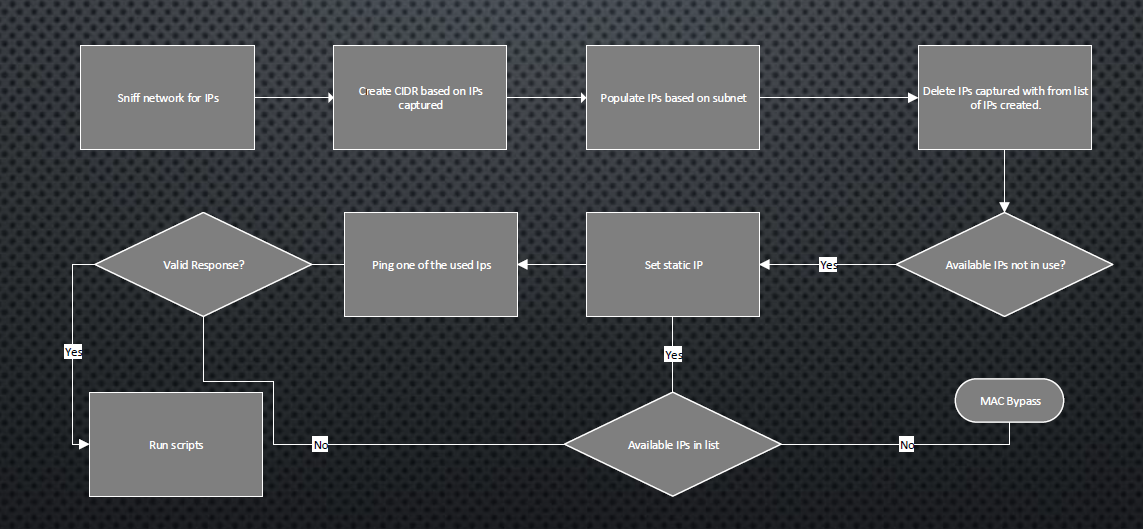 Sniff network for IPs
Create CIDR based on IPs
captured
Populate IPs based on subnet
Delete IPs captured with from list
of IPs created.
Valid Response?
Ping one of the used Ips
Set static IP
Yes
Available IPs not in use?
Yes
Yes
MAC Bypass
Run scripts
No
Available IPs in list
No